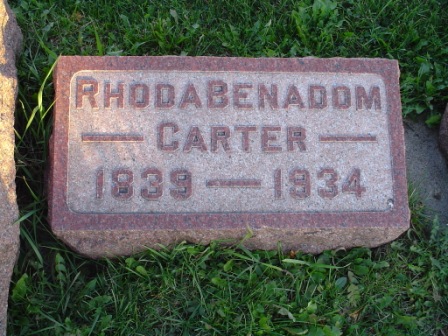 RHODA BENADOM
— CARTER —
1839 — 1934